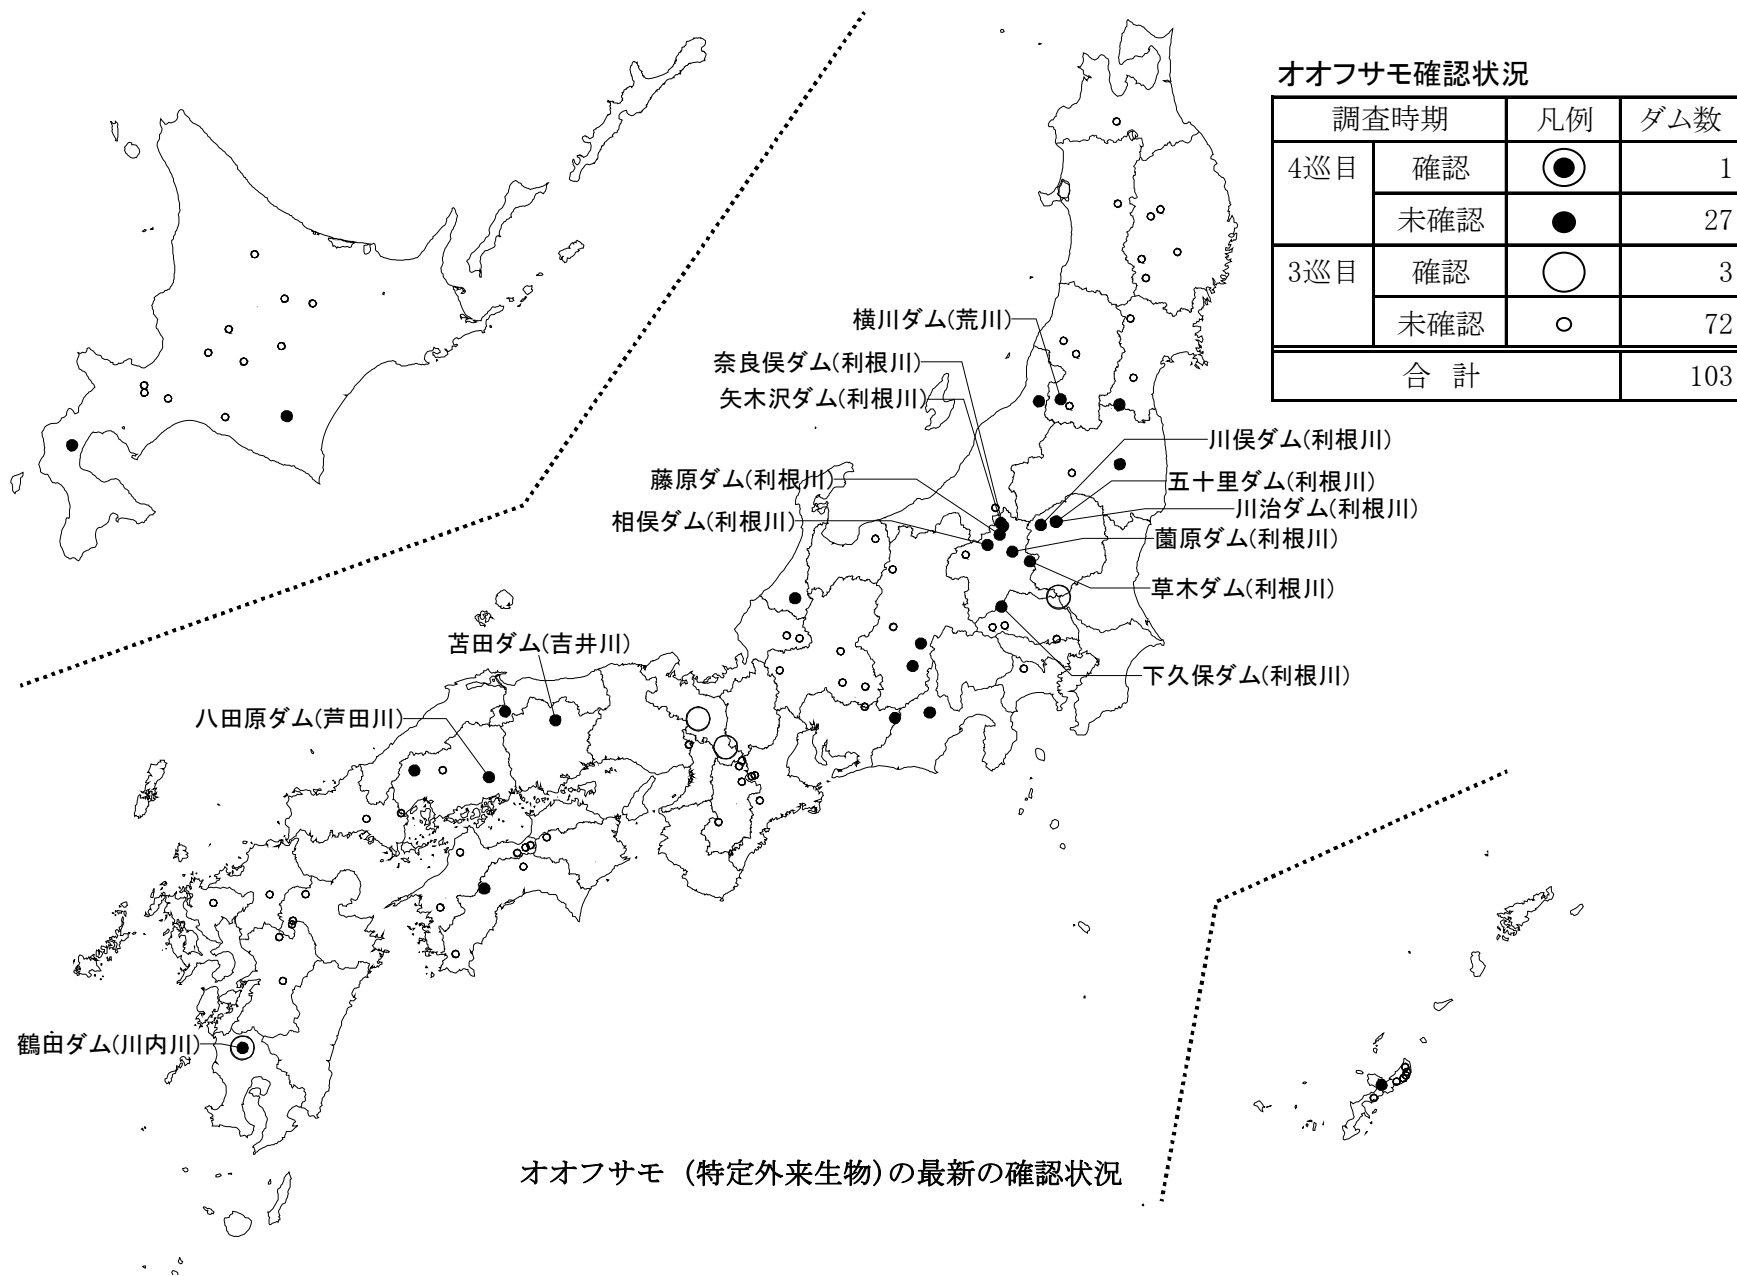 オオフサモ確認状況
調査時期 凡例 ダム数
4巡目 確認 1
未確認 27
3巡目 確認 3
未確認 72
合 計 103
横川ダム(荒川)
奈良俣ダム(利根川)
矢木沢ダム(利根川)
川俣ダム(利根川)
藤原ダム(利根川)
五十里ダム(利根川)
川治ダム(利根川)
相俣ダム(利根川)
薗原ダム(利根川)
草木ダム(利根川)
苫田ダム(吉井川)
下久保ダム(利根川)
八田原ダム(芦田川)
鶴田ダム(川内川)
オオフサモ (特定外来生物)の最新の確認状況